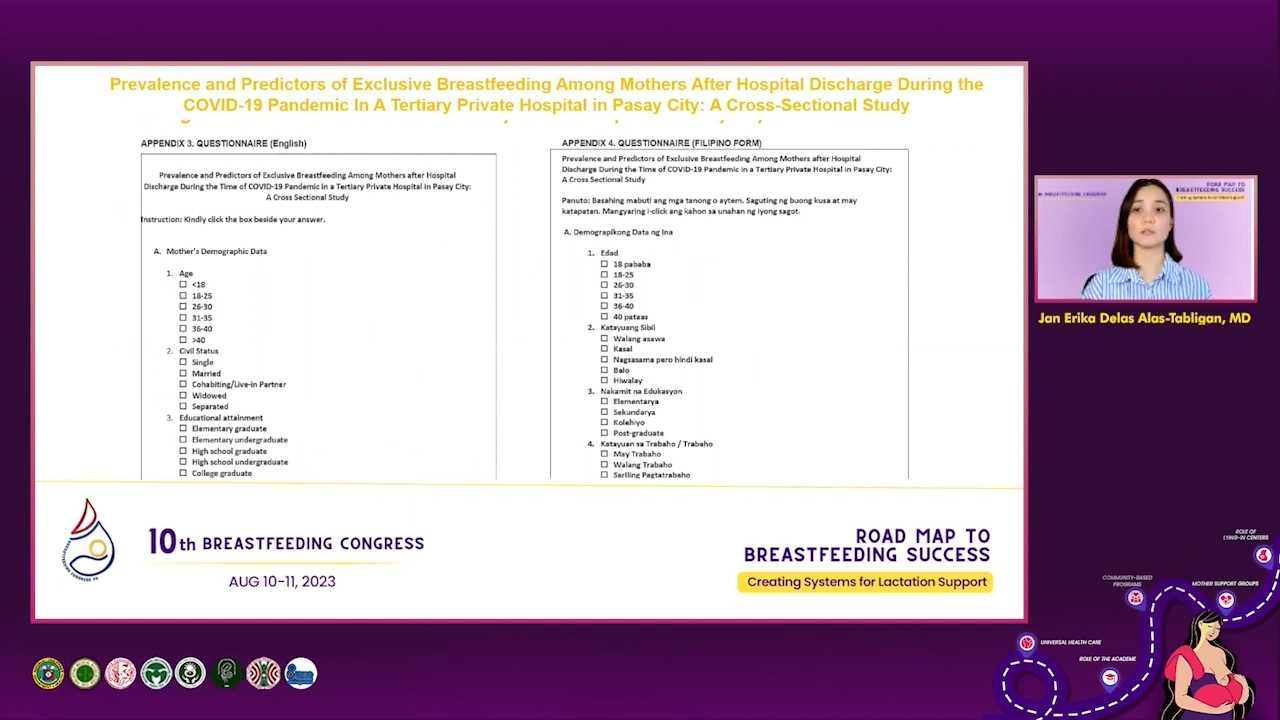 Prevalence and Predictors of Exclusive Breastfeeding Among Mothers After Hospital Discharge During the
COVID-19 Pandemic In A Tertiary Private Hospital in Pasay City: A Cross-Sectional Study
APPENDIX 3. QUESTIONNAIRE (English)
Prevalence and Predictors of Exclusive Breastfeeding Among Mothers after Hospital
Discharge During the Time of COVID-19 Pandemic in a Tertiary Private Hospital in Pasay City:
A Cross Sectional Study
Instruction: Kindly click the box beside your answer.
A. Mother's Demographic Data
1. Age
☐ <18
☐ 18-25
☐ 26-30
☐ 31-35
☐ 36-40
☐ >40
2. Civil Status
☐ Single
☐ Married
☐ Cohabiting/Live-in Partner
☐ Widowed
☐ Separated
3. Educational attainment
☐ Elementary graduate
☐ Elementary undergraduate
☐ High school graduate
☐ High school undergraduate
☐ College graduate
APPENDIX 4. QUESTIONNAIRE (FILIPINO FORM)
Prevalence and Predictors of Exclusive Breastfeeding Among Mothers after Hospital
Discharge During the Time of COVID-19 Pandemic in a Tertiary Private Hospital in Pasay City:
A Cross Sectional Study
Panuto: Basahing mabuti ang mga tanong o aytem. Saguting ng buong kusa at may
katapatan. Mangyaring i-click ang kahon sa unahan ng iyong sagot.
A. Demograpikong Data ng Ina
1. Edad
☐ 18 pababa
☐ 18-25
☐ 26-30
☐ 31-35
☐ 36-40
☐ 40 pataas
2. Katayuang Sibil
☐ Walang asawa
☐ Kasal
☐ Nagsasama pero hindi kasal
☐ Balo
☐ Hiwalay
3. Nakamit na Edukasyon
☐ Elementarya
☐ Sekundarya
☐ Kolehiyo
☐ Post-graduate
4. Katayuan sa Trabaho / Trabaho
☐ May Trabaho
☐ Walang Trabaho
☐ Sariling Pagtatrabaho
10th BREASTFEEDING CONGRESS
AUG 10-11, 2023
ROAD MAP TO
BREASTFEEDING SUCCESS
Creating Systems for Lactation Support
ROAD MAP TO
BREASTFEEDING SUCCESS
Jan Erika Delas Alas-Tabligan, MD
ROLE OF
LYING-IN CENTERS
COMMUNITY-BASED
PROGRAMS
MOTHER SUPPORT GROUPS
UNIVERSAL HEALTH CARE
ROLE OF THE ACADEME